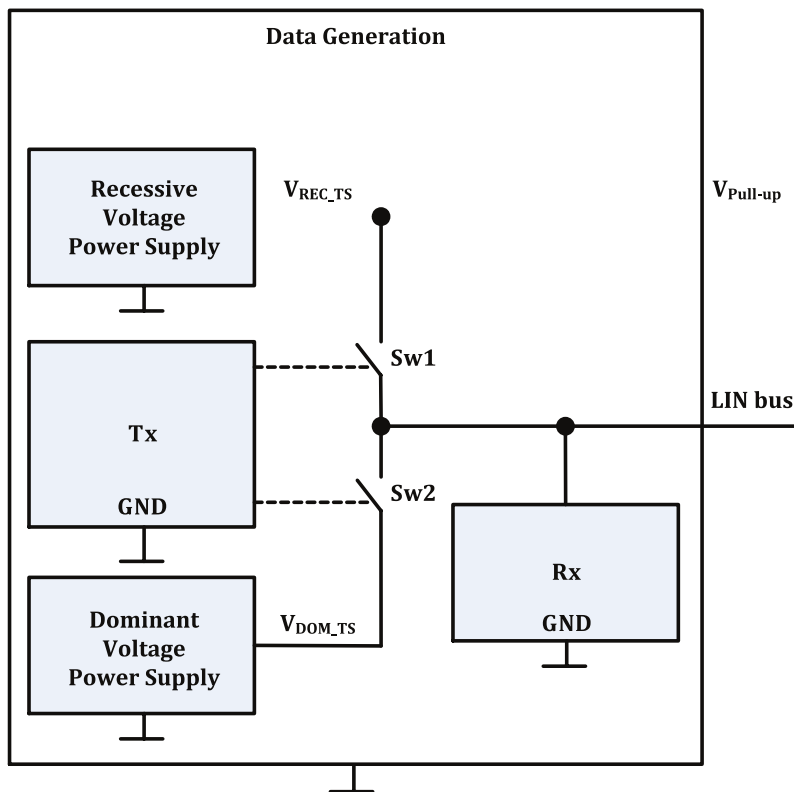 Data Generation
Recessive
Voltage
Power Supply
VREC_TS
VPull-up
Sw1
LIN bus
Tx
GND
Sw2
Rx
GND
Dominant
Voltage
Power Supply
VDOM_TS